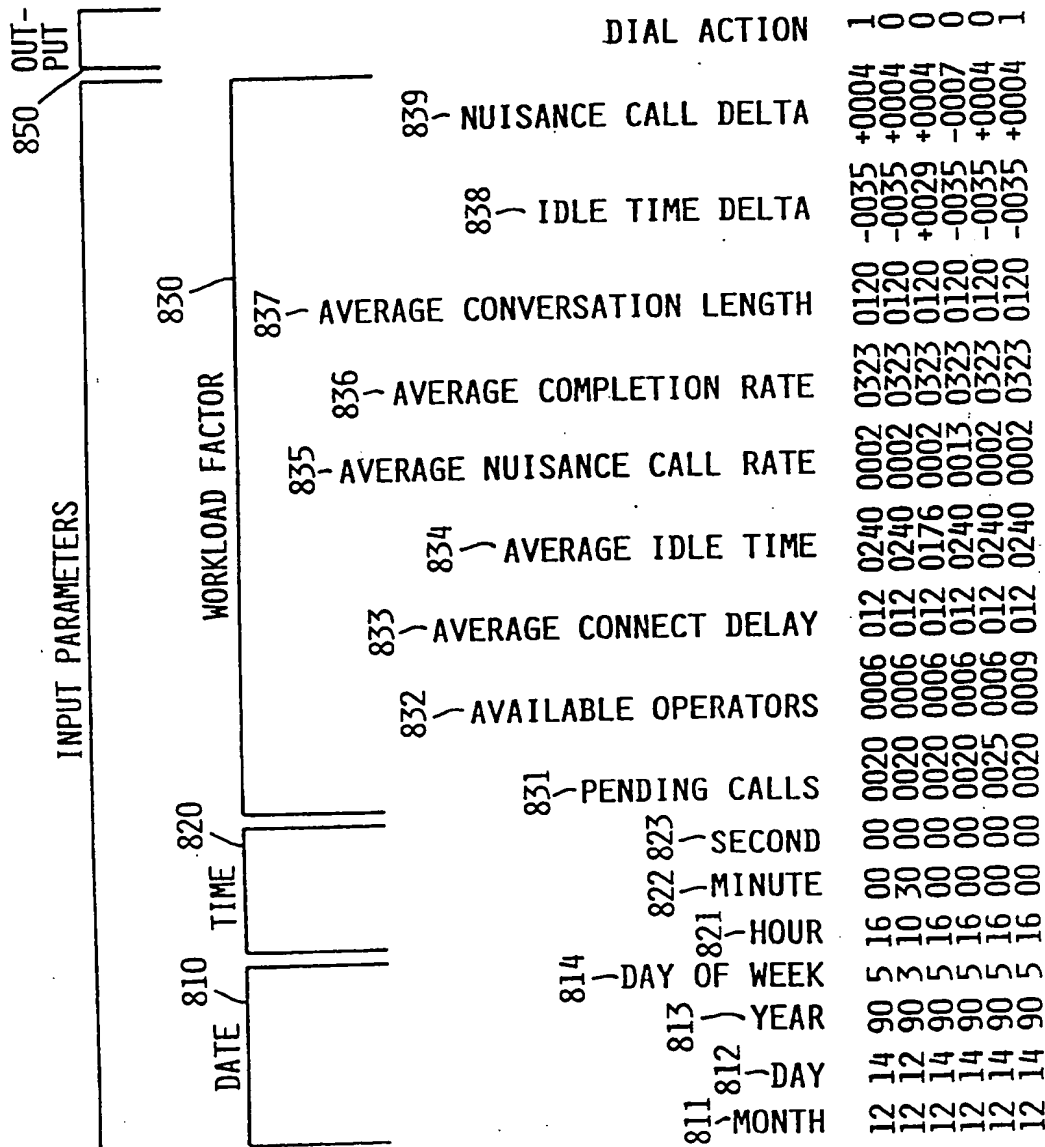 INPUT PARAMETERS 850 OUT-
PUT
DATE 810 TIME 820 WORKLOAD FACTOR 830
811 MONTH
812 DAY
813 YEAR
814 DAY OF WEEK
821 HOUR
822 MINUTE
823 SECOND
831 PENDING CALLS
832 AVAILABLE OPERATORS
833 AVERAGE CONNECT DELAY
834 AVERAGE IDLE TIME
835 AVERAGE NUISANCE CALL RATE
836 AVERAGE COMPLETION RATE
837 AVERAGE CONVERSATION LENGTH
838 IDLE TIME DELTA
839 NUISANCE CALL DELTA
DIAL ACTION
12 14 90 5 16 00 00 0020 0006 012 0240 0002 0323 0120 -0035 +0004 1
12 12 90 3 10 30 00 0020 0006 012 0240 0002 0323 0120 -0035 +0004 0
12 14 90 5 16 00 00 0020 0006 012 0176 0002 0323 0120 +0029 +0004 0
12 14 90 5 16 00 00 0020 0006 012 0240 0013 0323 0120 -0035 -0007 0
12 14 90 5 16 00 00 0025 0006 012 0240 0002 0323 0120 -0035 +0004 0
12 14 90 5 16 00 00 0020 0009 012 0240 0002 0323 0120 -0035 +0004 1